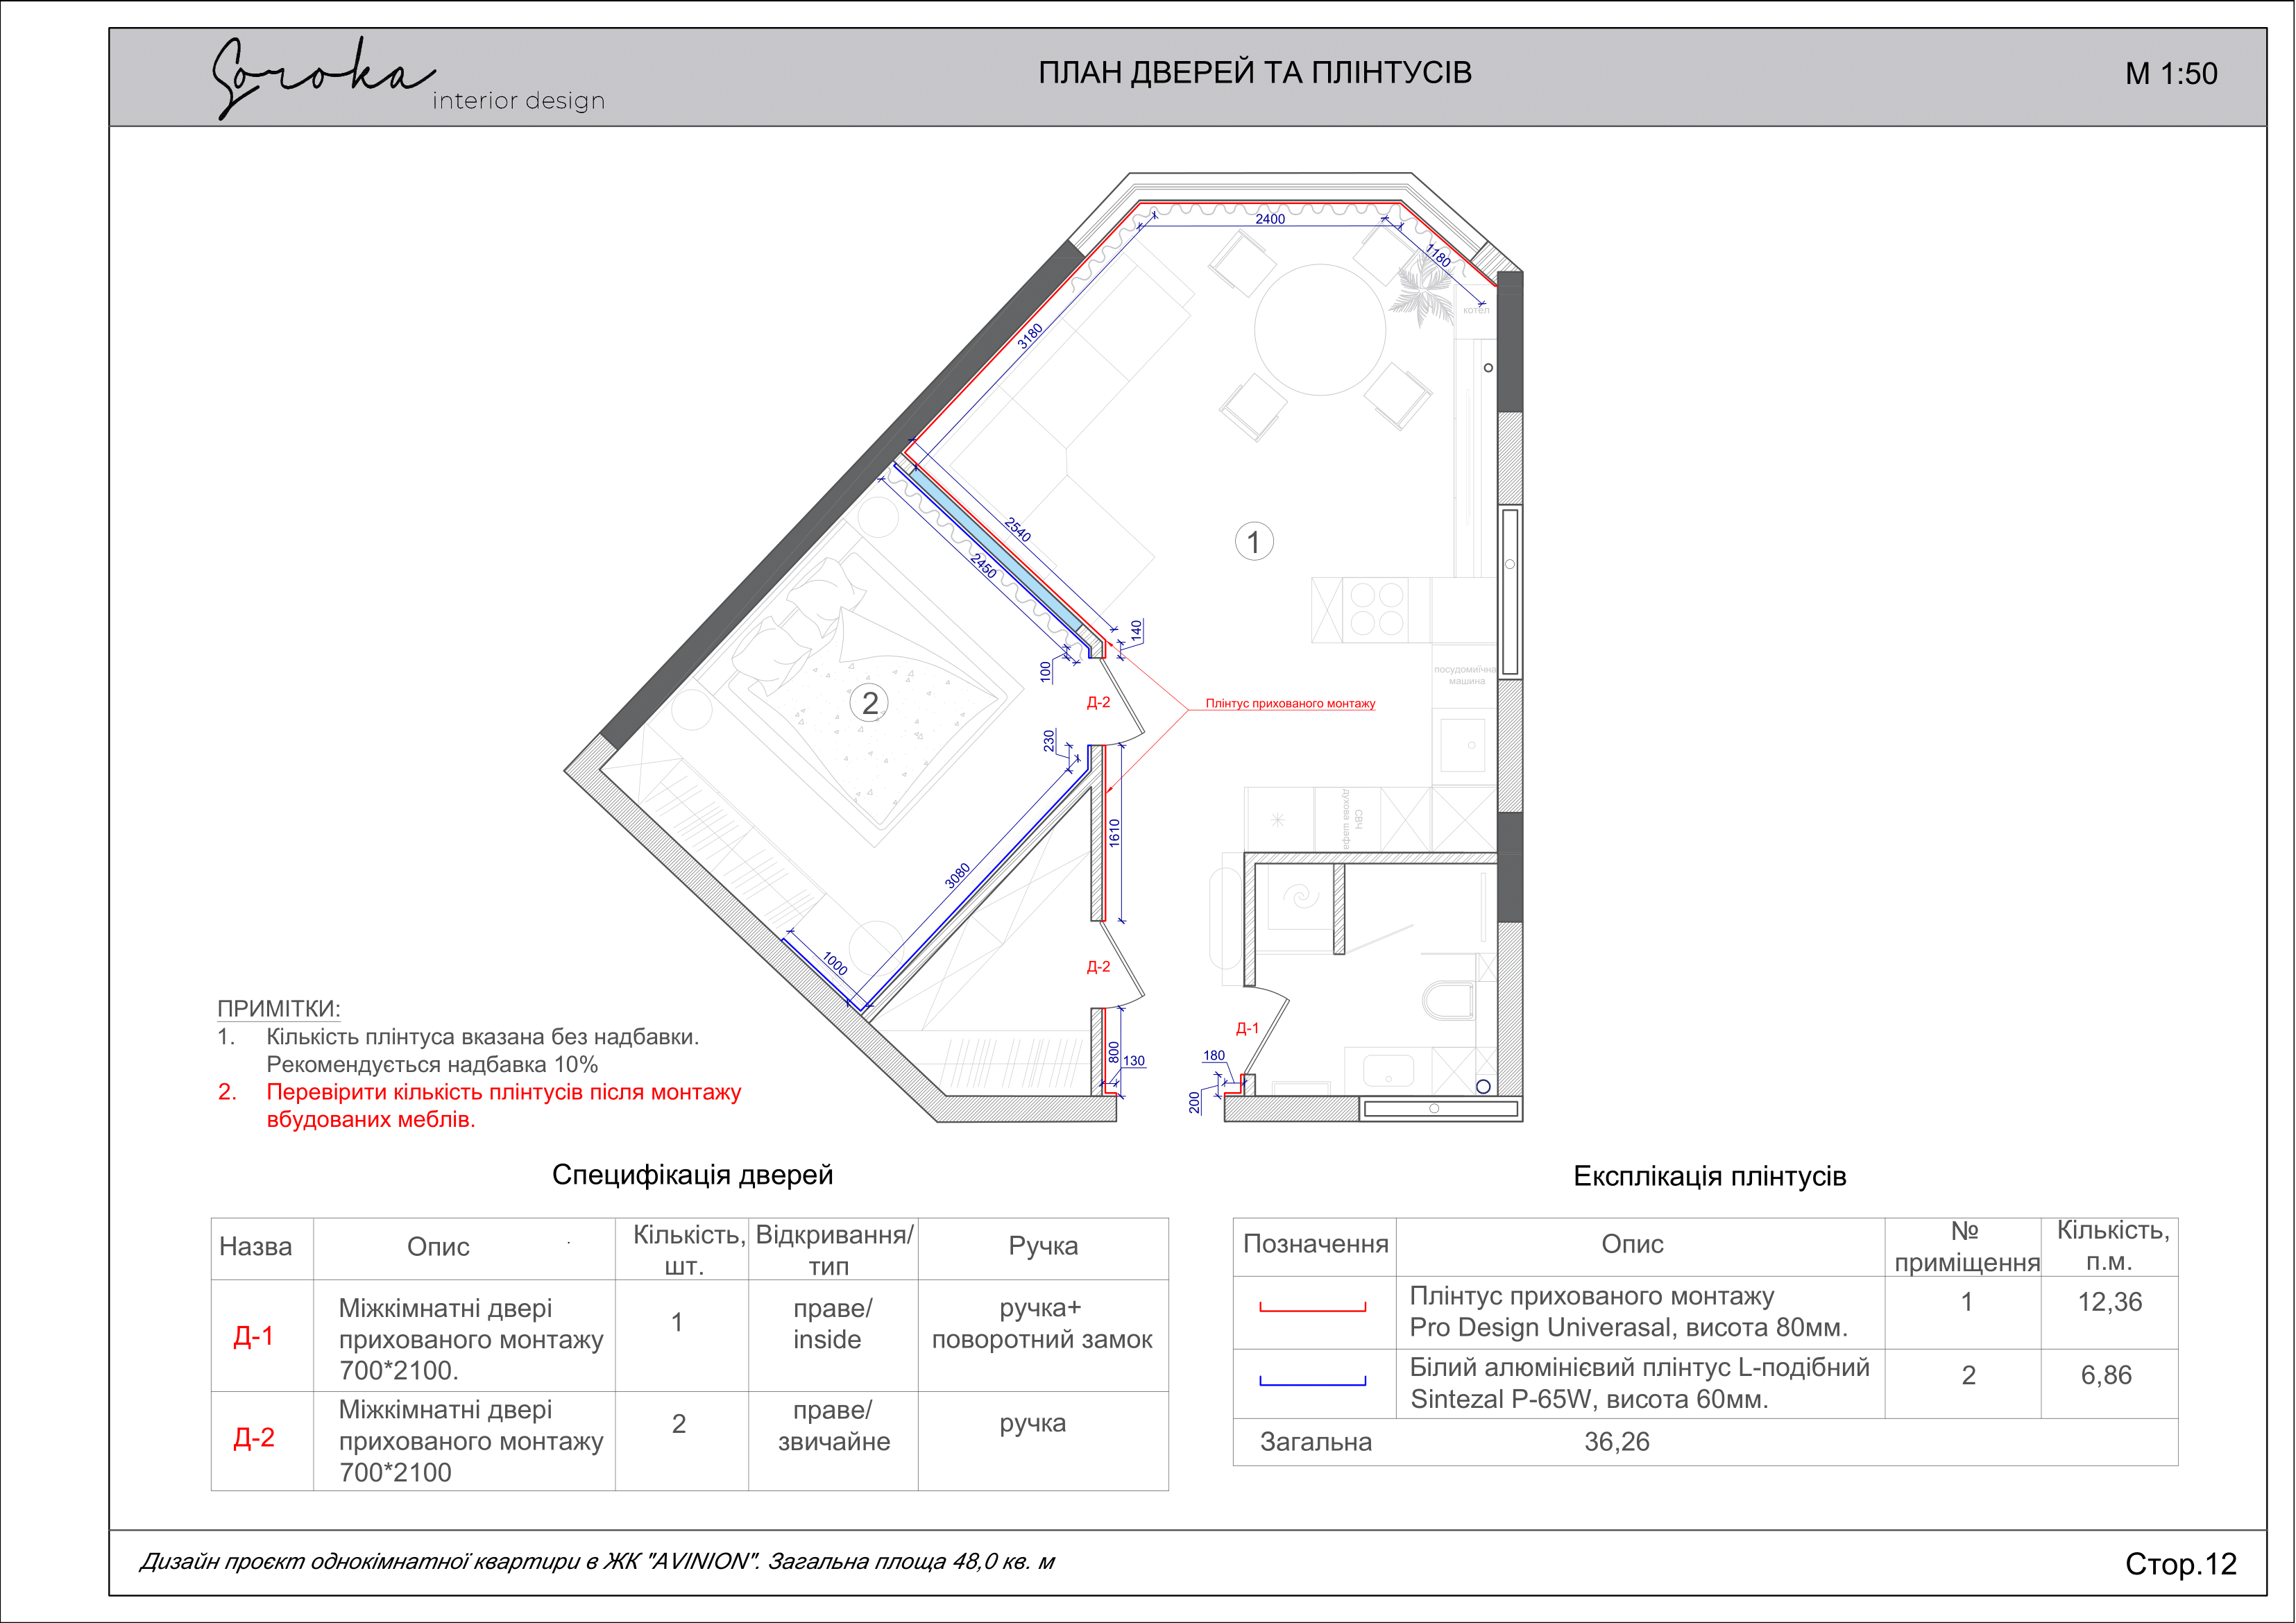 Soroka
interior design
ПЛАН ДВЕРЕЙ ТА ПЛІНТУСІВ
М 1:50
2400
1180
котел
3180
2540
2450
1
140
100
посудомиїчна
машина
2
Д-2
Плінтус прихованого монтажу
230
1610
СВЧ
духова шафа
3080
Д-2
1000
Д-1
800
130
180
200
ПРИМІТКИ:
1. Кількість плінтуса вказана без надбавки.
Рекомендується надбавка 10%
2. Перевірити кількість плінтусів після монтажу
вбудованих меблів.
Специфікація дверей
Назва Опис Кількість, шт. Відкривання/ тип Ручка
Д-1
Міжкімнатні двері
прихованого монтажу
700*2100.
1
праве/
inside
ручка+
поворотний замок
Д-2
Міжкімнатні двері
прихованого монтажу
700*2100
2
праве/
звичайне
ручка
Експлікація плінтусів
Позначення Опис № приміщення Кількість, п.м.
Плінтус прихованого монтажу
Pro Design Univerasal, висота 80мм.
1
12,36
Білий алюмінієвий плінтус L-подібний
Sintezal P-65W, висота 60мм.
2
6,86
Загальна 36,26
Дизайн проєкт однокімнатної квартири в ЖК "AVINION". Загальна площа 48,0 кв. м
Стор.12